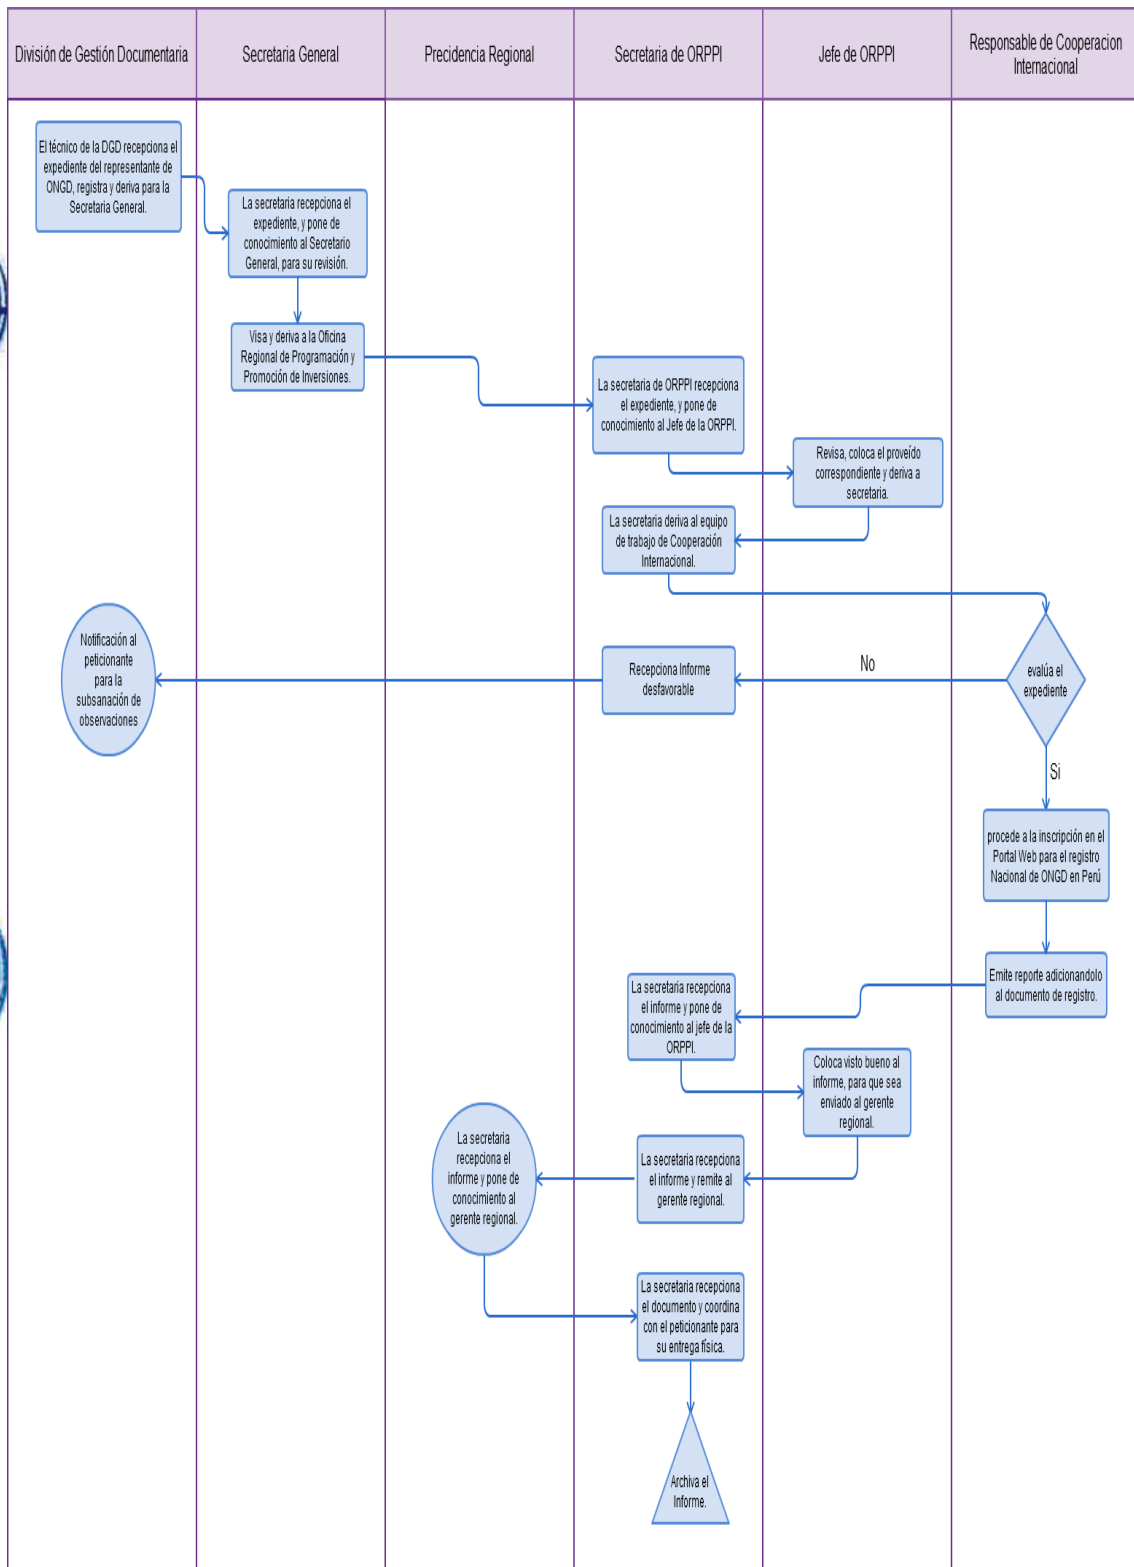 División de Gestión Documentaria
Secretaria General
Precidencia Regional
Secretaria de ORPPI
Jefe de ORPPI
Responsable de Cooperacion
Internacional
El técnico de la DGD recepciona el
expediente del representante de
ONGD, registra y deriva para la
Secretaria General.
La secretaria recepciona el
expediente, y pone de
conocimiento al Secretario
General, para su revisión.
Visa y deriva a la Oficina
Regional de Programación y
Promoción de Inversiones.
La secretaria de ORPPI recepciona
el expediente, y pone de
conocimiento al Jefe de la ORPPI.
Revisa, coloca el proveído
correspondiente y deriva a
secretaria.
La secretaria deriva al equipo
de trabajo de Cooperación
Internacional.
evalúa el
expediente
No
Recepciona Informe
desfavorable
Notificación al
peticionante
para la
subsanación de
observaciones
Si
procede a la inscripción en el
Portal Web para el registro
Nacional de ONGD en Perú
Emite reporte adicionandolo
al documento de registro.
La secretaria recepciona
el informe y pone de
conocimiento al jefe de la
ORPPI.
Coloca visto bueno al
informe, para que sea
enviado al gerente
regional.
La secretaria recepciona
el informe y remite al
gerente regional.
La secretaria
recepciona el
informe y pone de
conocimiento al
gerente regional.
La secretaria recepciona
el documento y coordina
con el peticionante para
su entrega física.
Archiva el
Informe.